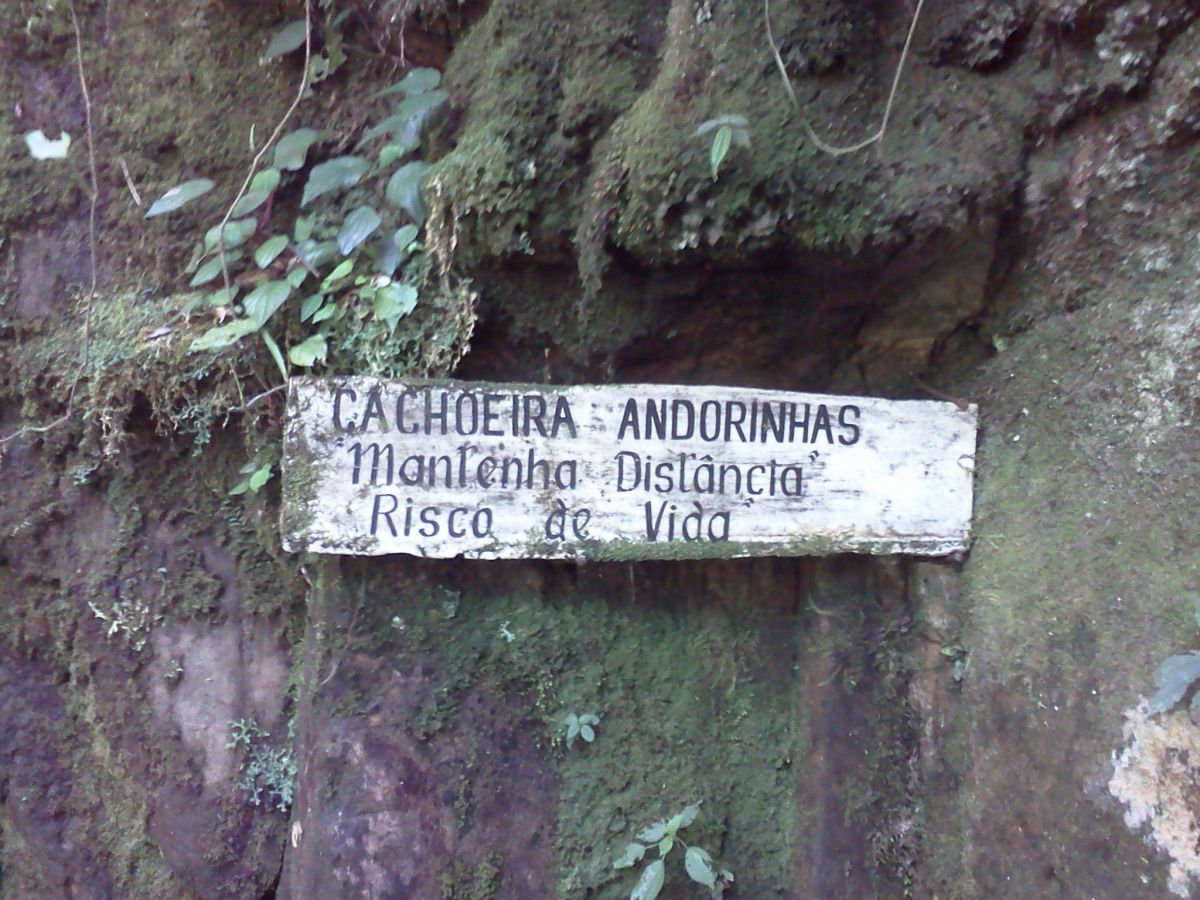 CACHOEIRA ANDORINHAS
"Mantenha Distância"
Risco de Vida"